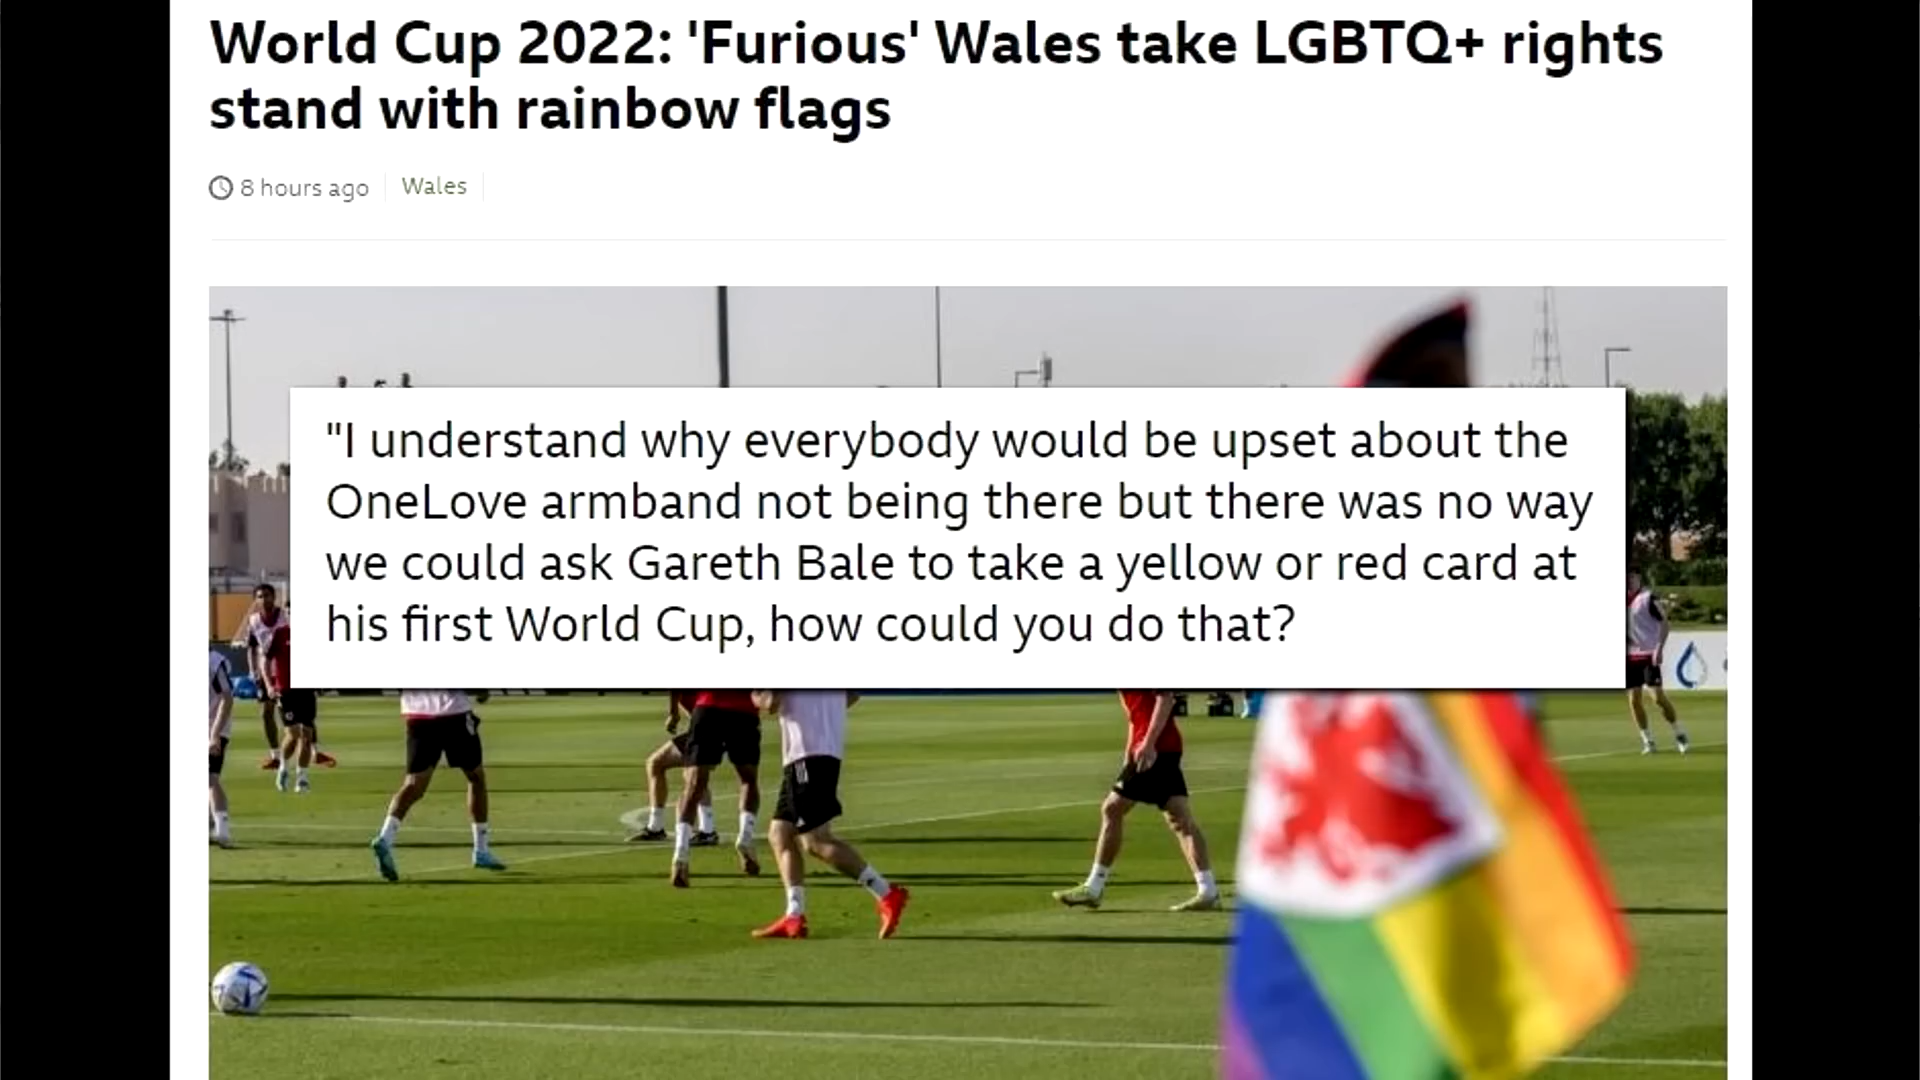 World Cup 2022: 'Furious' Wales take LGBTQ+ rights
stand with rainbow flags
8 hours ago
Wales
"I understand why everybody would be upset about the
OneLove armband not being there but there was no way
we could ask Gareth Bale to take a yellow or red card at
his first World Cup, how could you do that?